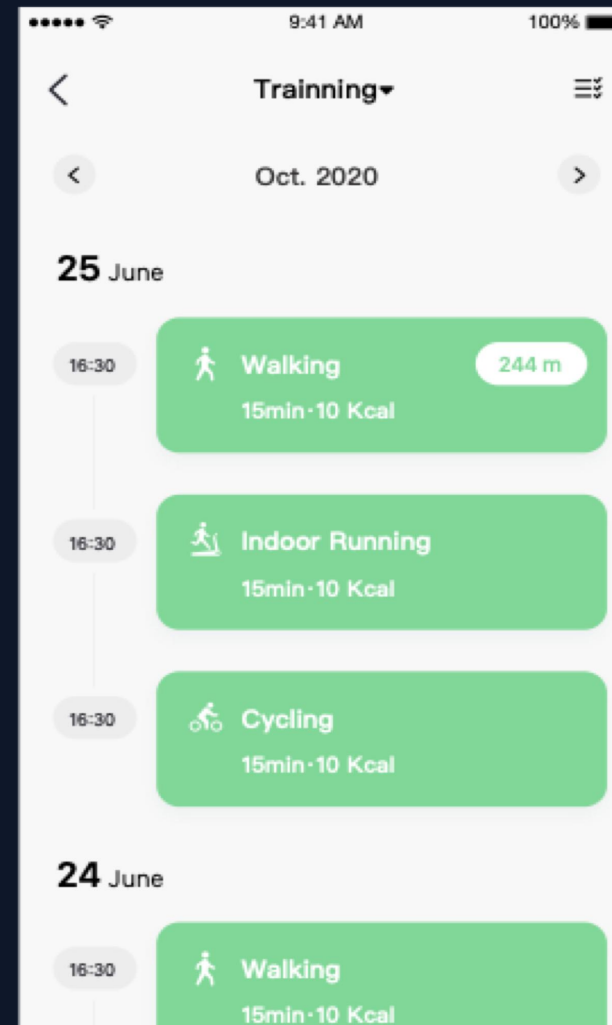 9:41 AM 100%
Trainning
Oct. 2020
25 June
16:30 Walking 244 m
15min·10 Kcal
16:30 Indoor Running
15min·10 Kcal
16:30 Cycling
15min·10 Kcal
24 June
16:30 Walking
15min·10 Kcal